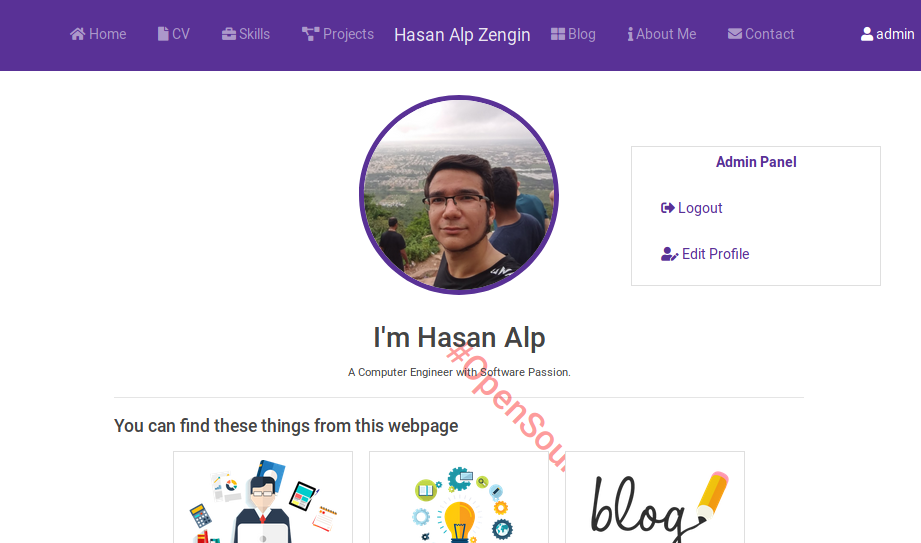 Home CV Skills Projects Hasan Alp Zengin Blog About Me Contact admin
Admin Panel
Logout
Edit Profile
I'm Hasan Alp
A Computer Engineer with Software Passion.
You can find these things from this webpage
blog